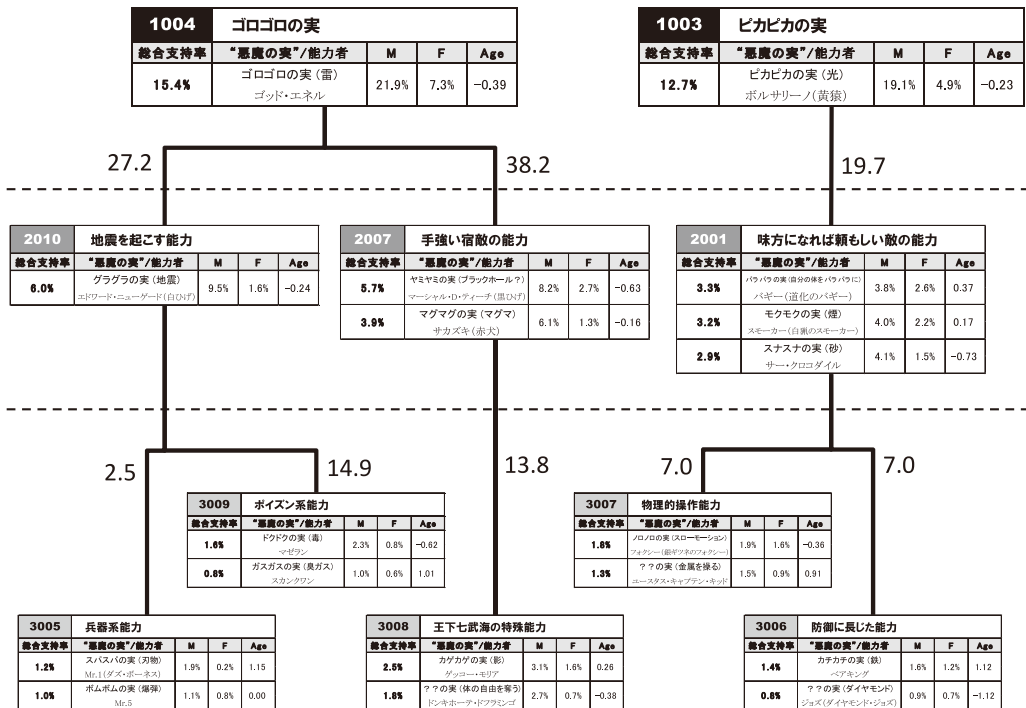 1004 ゴロゴロの実
総合支持率 “悪魔の実”/能力者 M F Age
15.4% ゴロゴロの実(雷) 21.9% 7.3% −0.39
ゴッド・エネル
1003 ピカピカの実
総合支持率 “悪魔の実”/能力者 M F Age
12.7% ピカピカの実(光) 19.1% 4.9% −0.23
ボルサリーノ(黄猿)
27.2
38.2
19.7
2010 地震を起こす能力
総合支持率 “悪魔の実”/能力者 M F Age
6.0% グラグラの実(地震) 9.5% 1.6% −0.24
エドワード・ニューゲード(白ひげ)
2007 手強い宿敵の能力
総合支持率 “悪魔の実”/能力者 M F Age
5.7% ヤミヤミの実(ブラックホール?) 8.2% 2.7% −0.63
マーシャル・D・ティーチ(黒ひげ)
3.9% マグマグの実(マグマ) 6.1% 1.3% −0.16
サカズキ(赤犬)
2001 味方になれば頼もしい敵の能力
総合支持率 “悪魔の実”/能力者 M F Age
3.3% バラバラの実(自分の体をバラバラに) 3.8% 2.6% 0.37
バギー(道化のバギー)
3.2% モクモクの実(煙) 4.0% 2.2% 0.17
スモーカー(白猟のスモーカー)
2.9% スナスナの実(砂) 4.1% 1.5% −0.73
サー・クロコダイル
2.5
14.9
13.8
7.0
7.0
3009 ポイズン系能力
総合支持率 “悪魔の実”/能力者 M F Age
1.6% ドクドクの実(毒) 2.3% 0.8% −0.62
マゼラン
0.8% ガスガスの実(臭ガス) 1.0% 0.6% 1.01
スカンクワン
3007 物理的操作能力
総合支持率 “悪魔の実”/能力者 M F Age
1.8% ノロノロの実(スローモーション) 1.9% 1.6% −0.36
フォクシー(銀ギツネのフォクシー)
1.3% ??の実(金属を操る) 1.5% 0.9% 0.91
ユースタス・キャプテン・キッド
3005 兵器系能力
総合支持率 “悪魔の実”/能力者 M F Age
1.2% スパスパの実(刃物) 1.9% 0.2% 1.15
Mr.1(ダズ・ボーネス)
1.0% ボムボムの実(爆弾) 1.1% 0.8% 0.00
Mr.5
3008 王下七武海の特殊能力
総合支持率 “悪魔の実”/能力者 M F Age
2.5% カゲカゲの実(影) 3.1% 1.6% 0.26
ゲッコー・モリア
1.8% ??の実(体の自由を奪う) 2.7% 0.7% −0.38
ドンキホーテ・ドフラミンゴ
3006 防御に長じた能力
総合支持率 “悪魔の実”/能力者 M F Age
1.4% カチカチの実(鉄) 1.6% 1.2% 1.12
ベアキング
0.8% ??の実(ダイヤモンド) 0.9% 0.7% −1.12
ジョズ(ダイヤモンド・ジョズ)